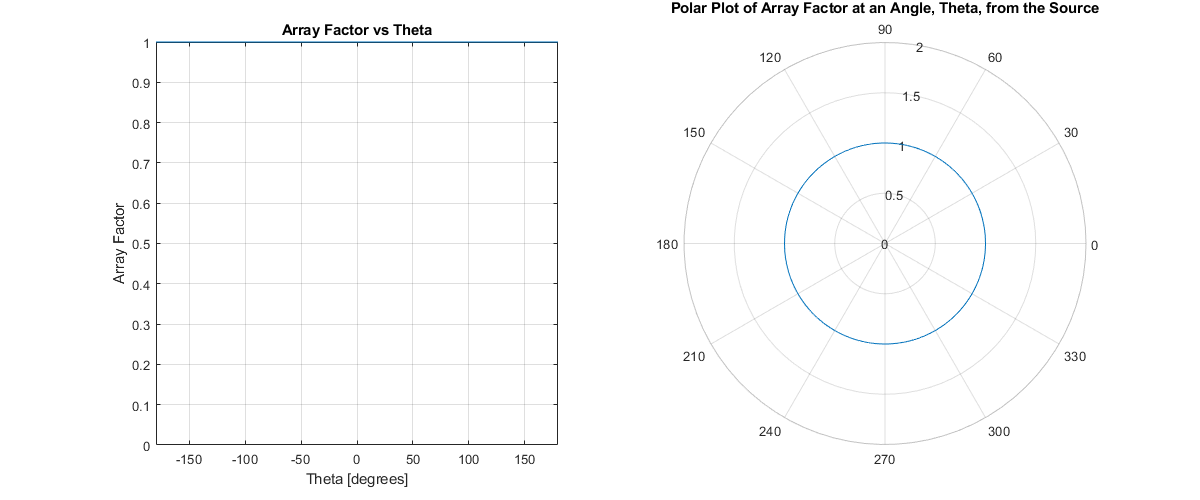 Array Factor vs Theta
1
0.9
0.8
0.7
0.6
0.5
0.4
0.3
0.2
0.1
0
Array Factor
-150 -100 -50 0 50 100 150
Theta [degrees]
Polar Plot of Array Factor at an Angle, Theta, from the Source
90
120 2 60
1.5
150 30
1
0.5
180 0 0
210 330
240 300
270